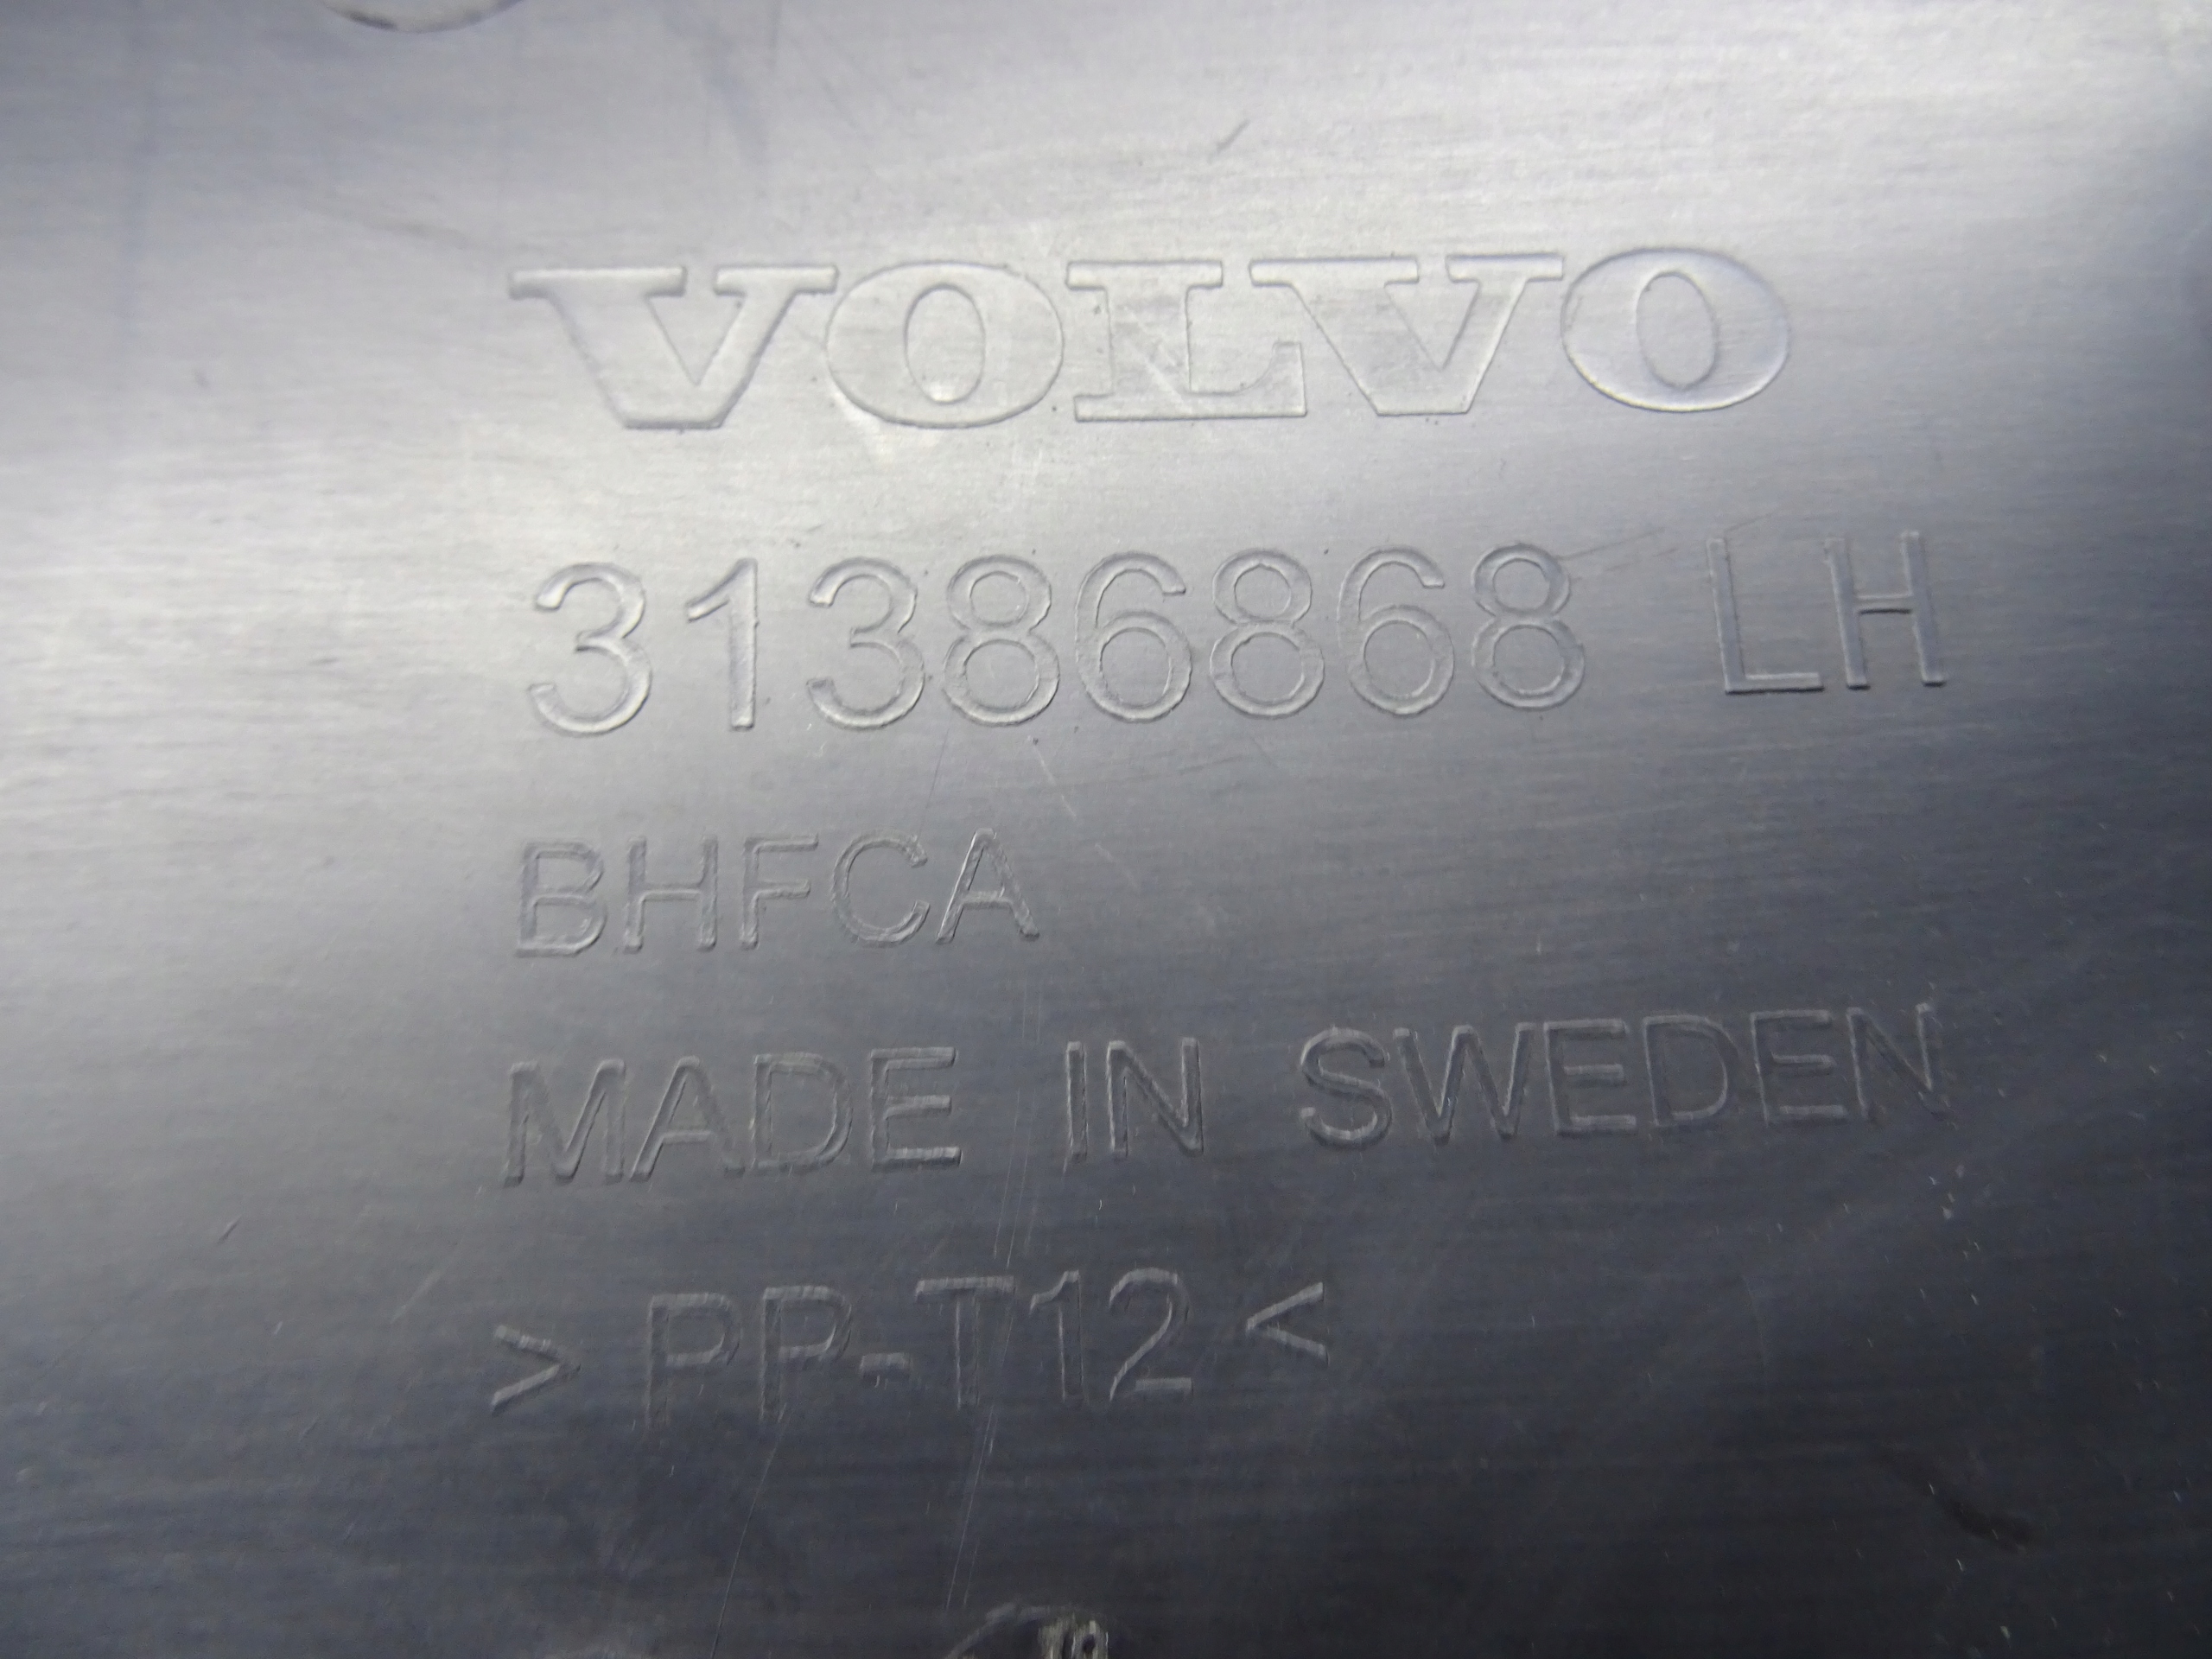 VOLVO
31386868 LH
BHFCA
MADE IN SWEDEN
>PP-T12<